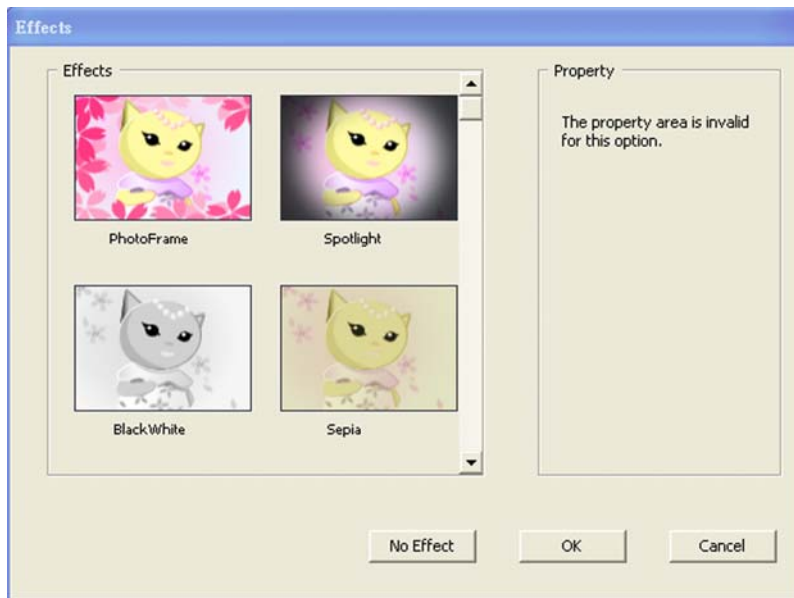 Effects
Effects
PhotoFrame
Spotlight
BlackWhite
Sepia
Property
The property area is invalid
for this option.
No Effect
OK
Cancel